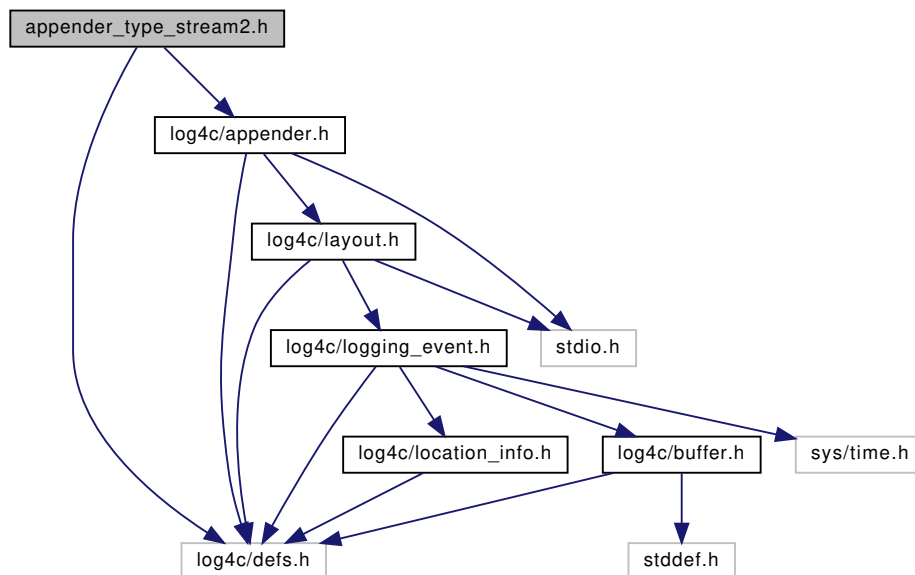 appender_type_stream2.h
log4c/appender.h
log4c/layout.h
log4c/logging_event.h
stdio.h
log4c/location_info.h
log4c/buffer.h
sys/time.h
log4c/defs.h
stddef.h